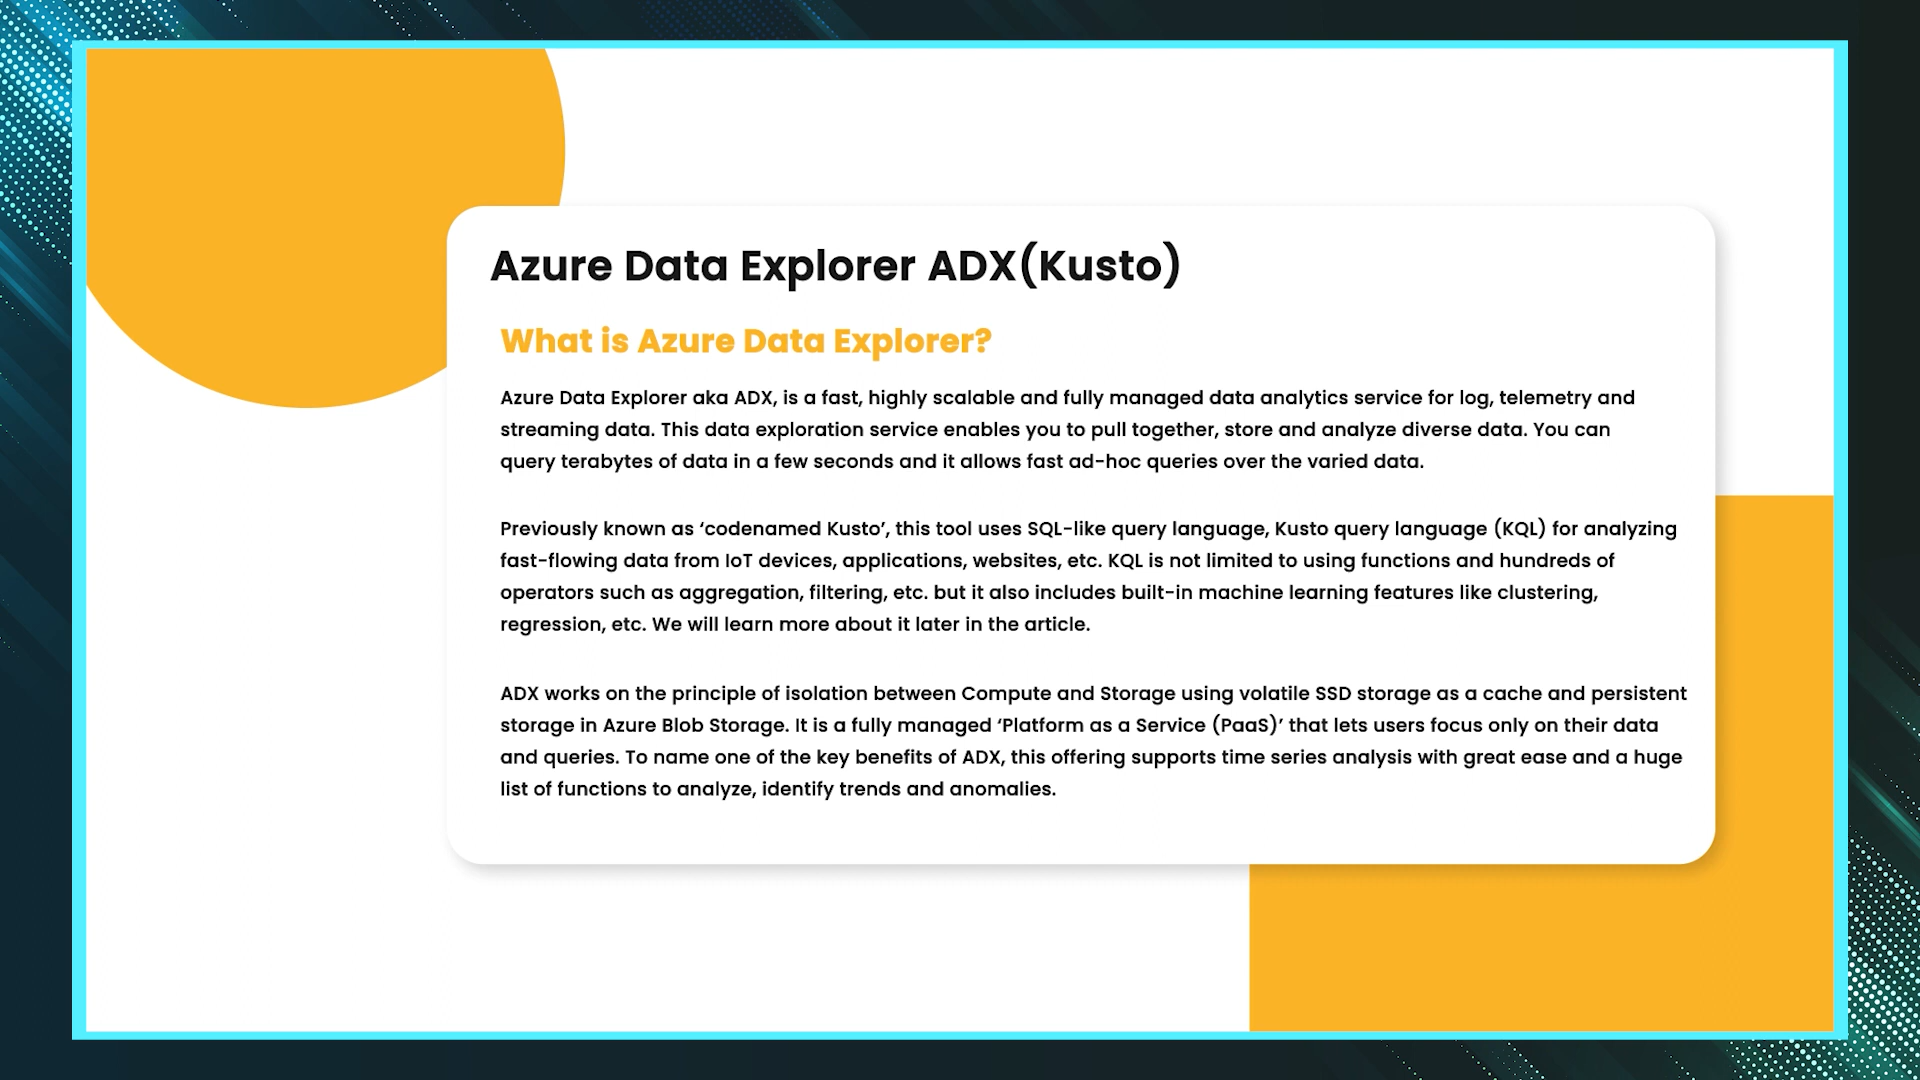 Azure Data Explorer ADX(Kusto)
What is Azure Data Explorer?
Azure Data Explorer aka ADX, is a fast, highly scalable and fully managed data analytics service for log, telemetry and
streaming data. This data exploration service enables you to pull together, store and analyze diverse data. You can
query terabytes of data in a few seconds and it allows fast ad-hoc queries over the varied data.
Previously known as ‘codenamed Kusto’, this tool uses SQL-like query language, Kusto query language (KQL) for analyzing
fast-flowing data from IoT devices, applications, websites, etc. KQL is not limited to using functions and hundreds of
operators such as aggregation, filtering, etc. but it also includes built-in machine learning features like clustering,
regression, etc. We will learn more about it later in the article.
ADX works on the principle of isolation between Compute and Storage using volatile SSD storage as a cache and persistent
storage in Azure Blob Storage. It is a fully managed ‘Platform as a Service (PaaS)’ that lets users focus only on their data
and queries. To name one of the key benefits of ADX, this offering supports time series analysis with great ease and a huge
list of functions to analyze, identify trends and anomalies.